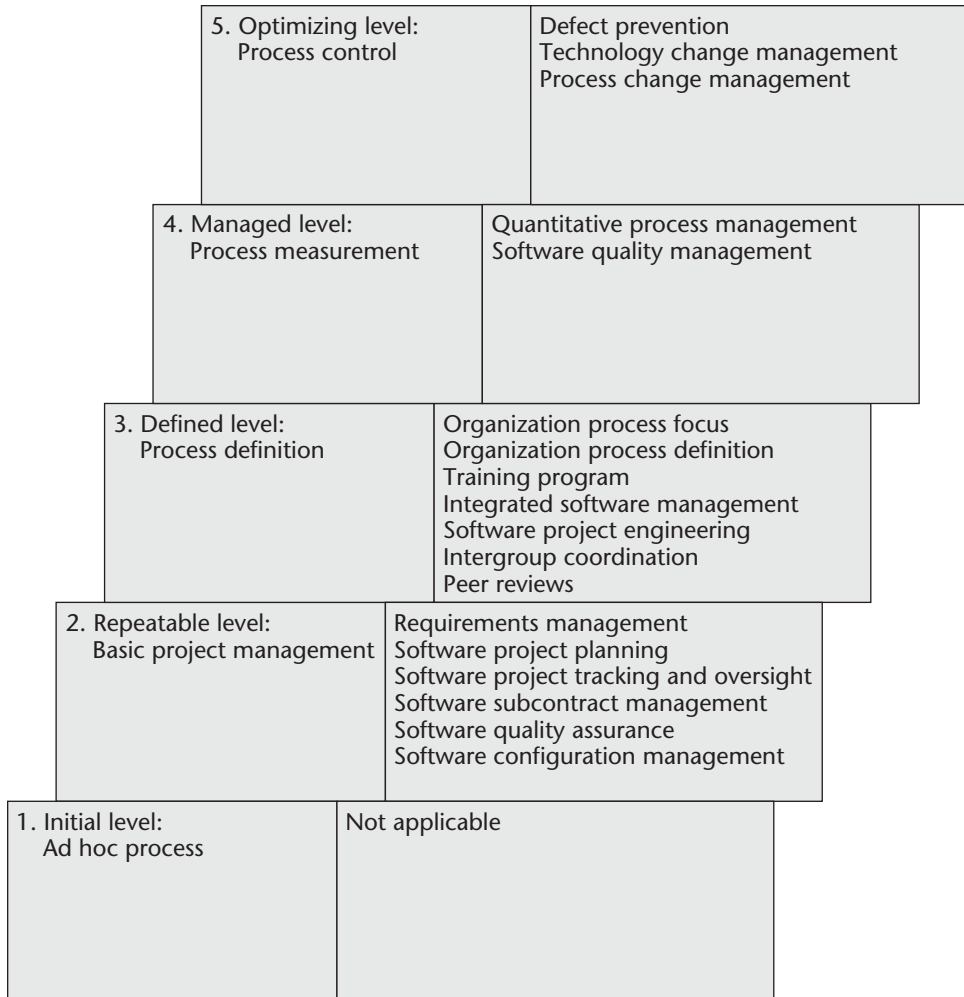 5. Optimizing level:
Process control
Defect prevention
Technology change management
Process change management
4. Managed level:
Process measurement
Quantitative process management
Software quality management
3. Defined level:
Process definition
Organization process focus
Organization process definition
Training program
Integrated software management
Software project engineering
Intergroup coordination
Peer reviews
2. Repeatable level:
Basic project management
Requirements management
Software project planning
Software project tracking and oversight
Software subcontract management
Software quality assurance
Software configuration management
1. Initial level:
Ad hoc process
Not applicable